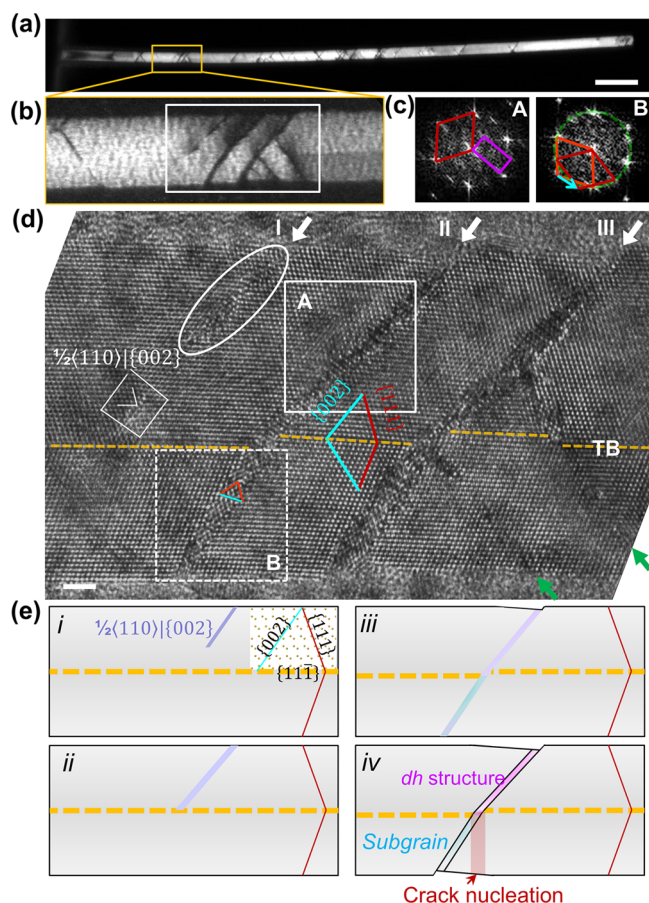 (a)
(b)
(c)
A
B
(d)
I
II
III
A
½⟨110⟩|{002}
{002}
{111}
TB
B
(e)
i
½⟨110⟩|{002}
{002}
{111}
{111̄}
iii
ii
iv
dh structure
Subgrain
Crack nucleation